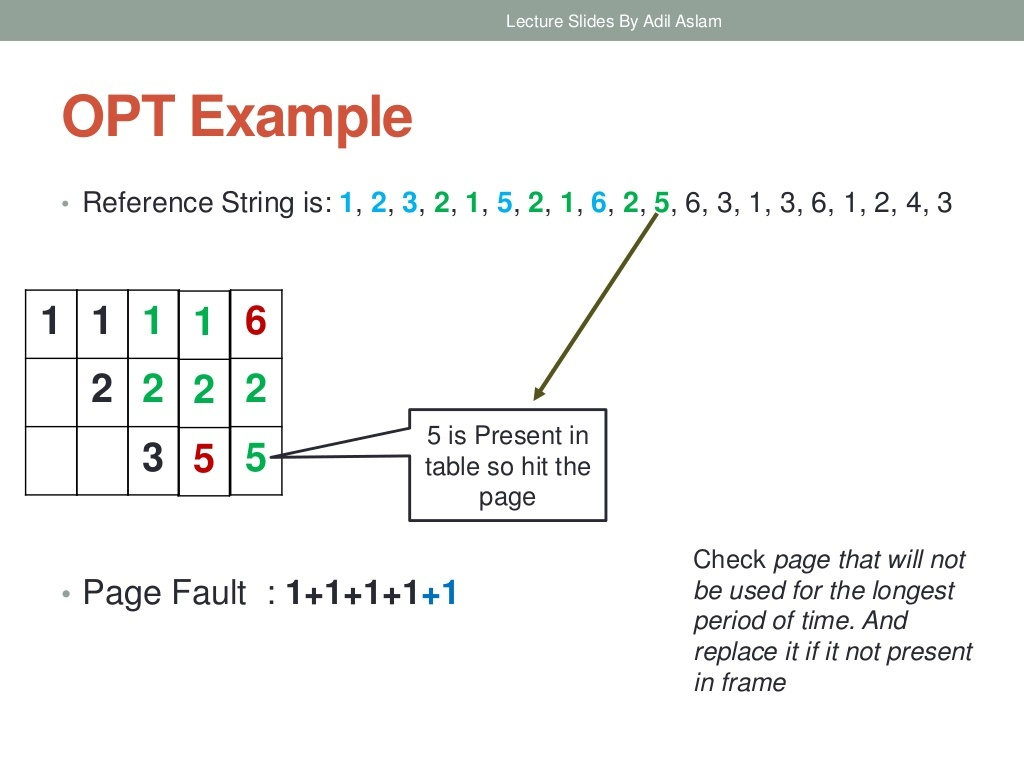 Lecture Slides By Adil Aslam
OPT Example
• Reference String is: 1, 2, 3, 2, 1, 5, 2, 1, 6, 2, 5, 6, 3, 1, 3, 6, 1, 2, 4, 3
1 1 1 1 6
2 2 2 2
3 5 5
5 is Present in
table so hit the
page
• Page Fault : 1+1+1+1+1
Check page that will not
be used for the longest
period of time. And
replace it if it not present
in frame